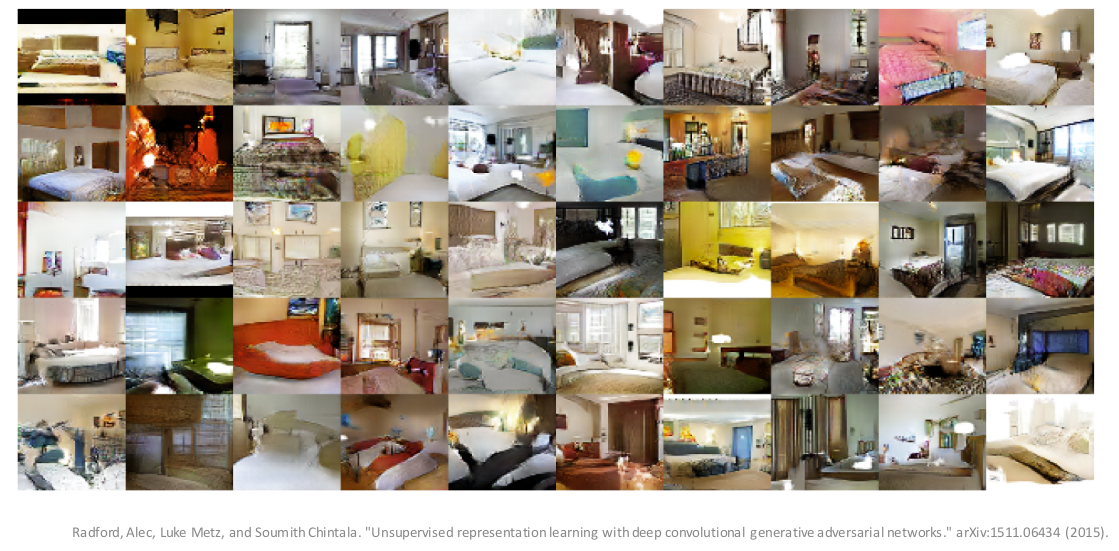 Radford, Alec, Luke Metz, and Soumith Chintala. "Unsupervised representation learning with deep convolutional generative adversarial networks." arXiv:1511.06434 (2015).